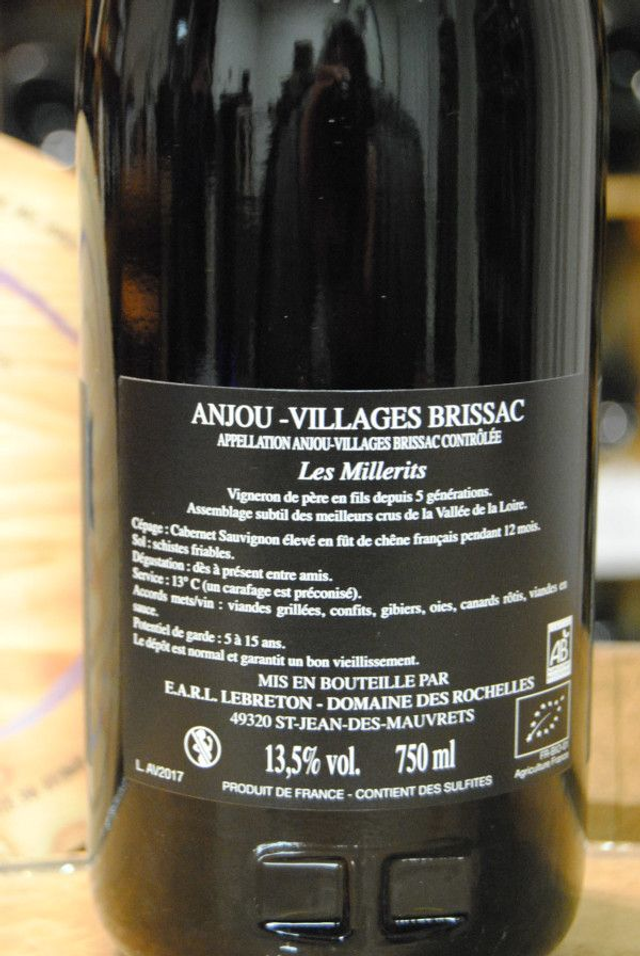 ANJOU -VILLAGES BRISSAC
APPELLATION ANJOU-VILLAGES BRISSAC CONTRÔLÉE
Les Millerits
Vigneron de père en fils depuis 5 générations.
Assemblage subtil des meilleurs crus de la Vallée de la Loire.
Cépage : Cabernet Sauvignon élevé en fût de chêne français pendant 12 mois.
Sol : schistes friables.
Dégustation : dès à présent entre amis.
Service : 13° C (un carafage est préconisé).
Accords mets/vin : viandes grillées, confits, gibiers, oies, canards rôtis, viandes en
sauce.
Potentiel de garde : 5 à 15 ans.
Le dépôt est normal et garantit un bon vieillissement.
MIS EN BOUTEILLE PAR
E.A.R.L. LEBRETON - DOMAINE DES ROCHELLES
49320 ST-JEAN-DES-MAUVRETS
AB
13,5% vol. 750 ml
FR-BIO-01
Agriculture France
L. AV2017
PRODUIT DE FRANCE - CONTIENT DES SULFITES